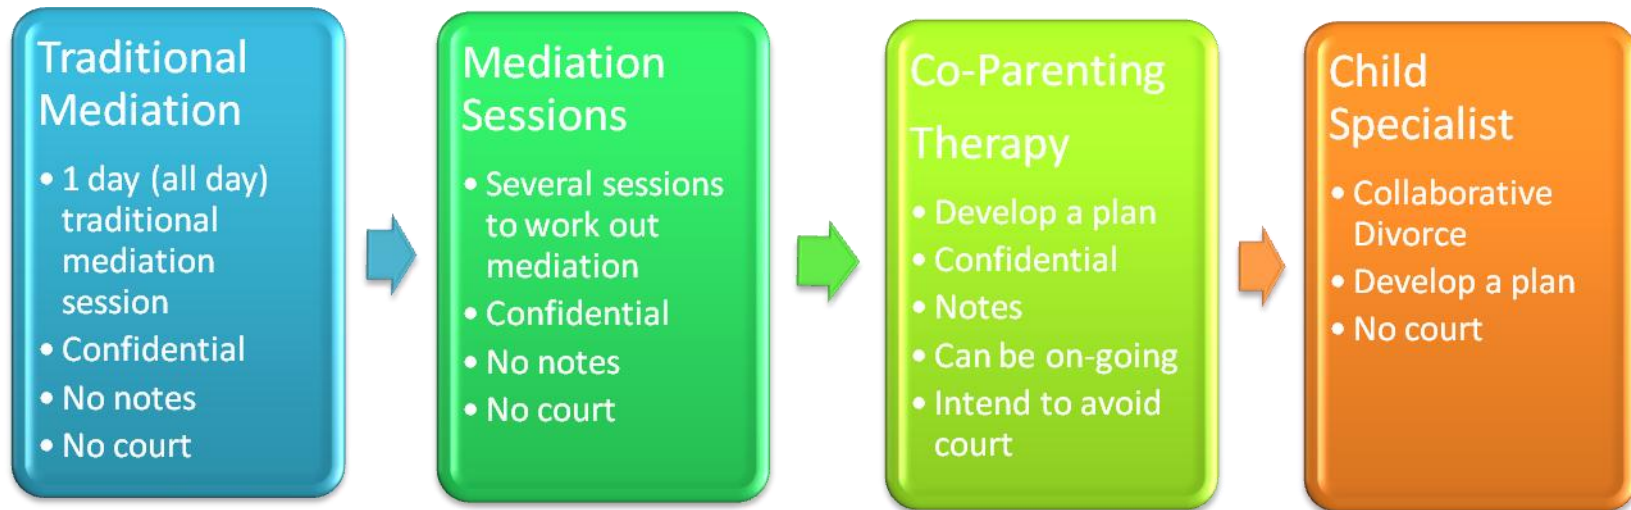 Traditional
Mediation
• 1 day (all day)
traditional
mediation
session
• Confidential
• No notes
• No court
Mediation
Sessions
• Several sessions
to work out
mediation
• Confidential
• No notes
• No court
Co-Parenting
Therapy
• Develop a plan
• Confidential
• Notes
• Can be on-going
• Intend to avoid
court
Child
Specialist
• Collaborative
Divorce
• Develop a plan
• No court